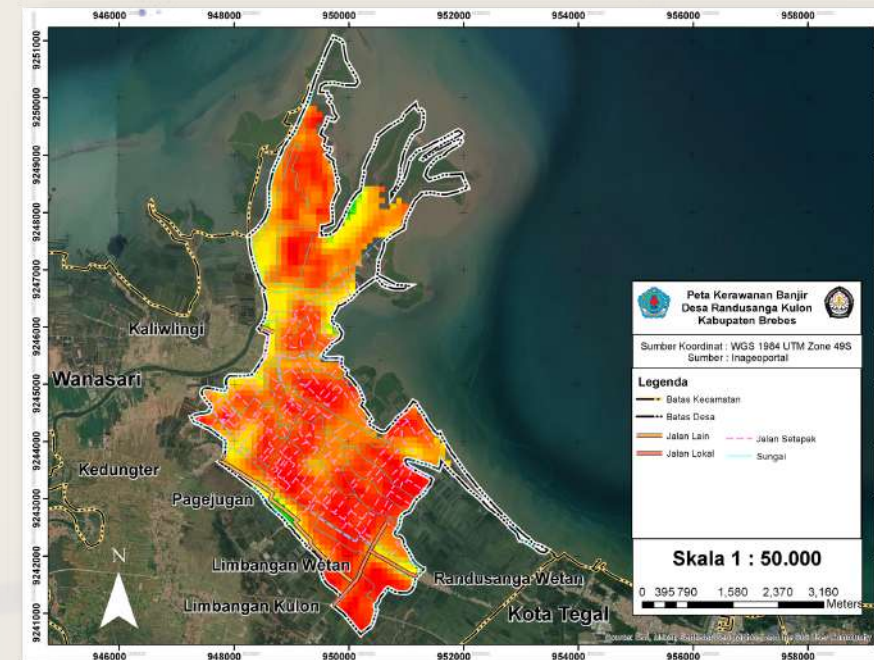 946000 948000 950000 952000 954000 956000 958000
9251000
9250000
9249000
9248000
9247000
9246000
9245000
9244000
9243000
9242000
9241000
Kaliwlingi
Wanasari
Kedungter
Pagejugan
Limbangan Wetan
Limbangan Kulon
Randusanga Wetan
Kota Tegal
N
Peta Kerawanan Banjir
Desa Randusanga Kulon
Kabupaten Brebes
Sumber Koordinat : WGS 1984 UTM Zone 49S
Sumber : Inageoportal
Legenda
Batas Kecamatan
Batas Desa
Jalan Lain
Jalan Setapak
Jalan Lokal
Sungai
Skala 1 : 50.000
0 395 790 1,580 2,370 3,160
Meters
946000 948000 950000 952000 954000 956000 958000